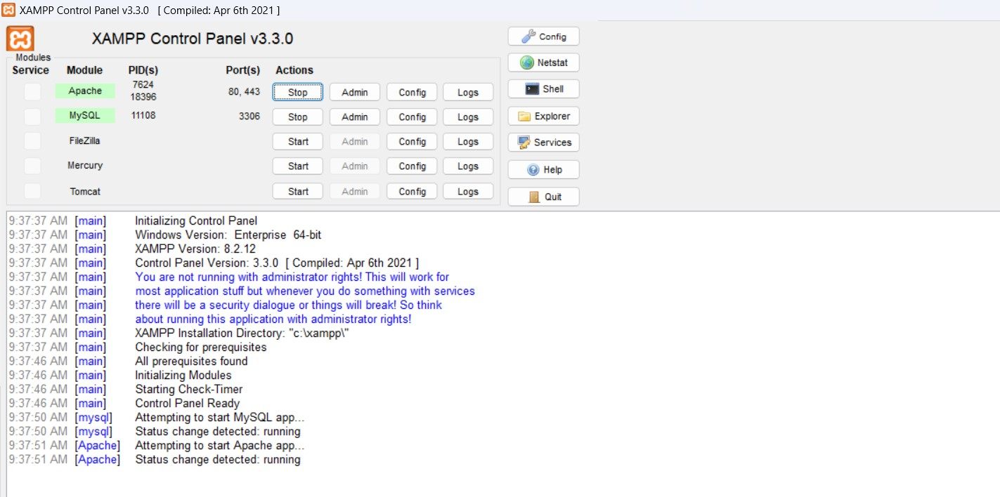 XAMPP Control Panel v3.3.0 [ Compiled: Apr 6th 2021 ]
XAMPP Control Panel v3.3.0
Modules
Service Module PID(s) Port(s) Actions
Apache 7624 18396 80, 443 Stop Admin Config Logs
MySQL 11108 3306 Stop Admin Config Logs
FileZilla Start Admin Config Logs
Mercury Start Admin Config Logs
Tomcat Start Admin Config Logs
Config
Netstat
Shell
Explorer
Services
Help
Quit
9:37:37 AM [main] Initializing Control Panel
9:37:37 AM [main] Windows Version: Enterprise 64-bit
9:37:37 AM [main] XAMPP Version: 8.2.12
9:37:37 AM [main] Control Panel Version: 3.3.0 [ Compiled: Apr 6th 2021 ]
9:37:37 AM [main] You are not running with administrator rights! This will work for
9:37:37 AM [main] most application stuff but whenever you do something with services
9:37:37 AM [main] there will be a security dialogue or things will break! So think
9:37:37 AM [main] about running this application with administrator rights!
9:37:37 AM [main] XAMPP Installation Directory: "c:\xampp\"
9:37:37 AM [main] Checking for prerequisites
9:37:46 AM [main] All prerequisites found
9:37:46 AM [main] Initializing Modules
9:37:46 AM [main] Starting Check-Timer
9:37:46 AM [main] Control Panel Ready
9:37:50 AM [mysql] Attempting to start MySQL app...
9:37:50 AM [mysql] Status change detected: running
9:37:51 AM [Apache] Attempting to start Apache app...
9:37:51 AM [Apache] Status change detected: running